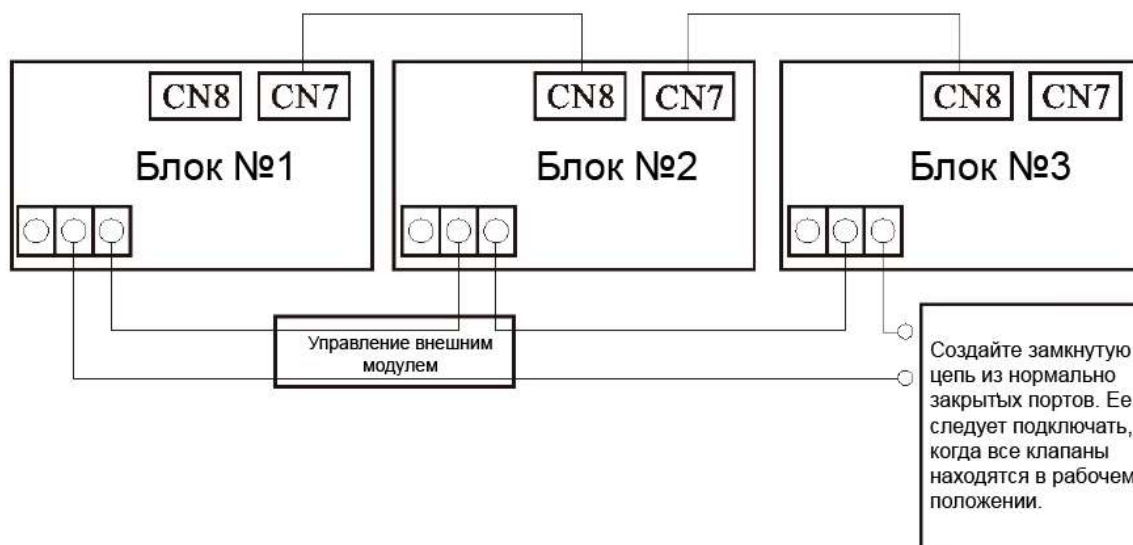 CN8 CN7 CN8 CN7 CN8 CN7
Блок №1 Блок №2 Блок №3
Управление внешним
модулем
Создайте замкнутую
цепь из нормально
закрытых портов. Ее
следует подключать,
когда все клапаны
находятся в рабочем
положении.